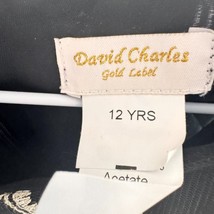 David Charles
Gold Label
12 YRS
Acetate